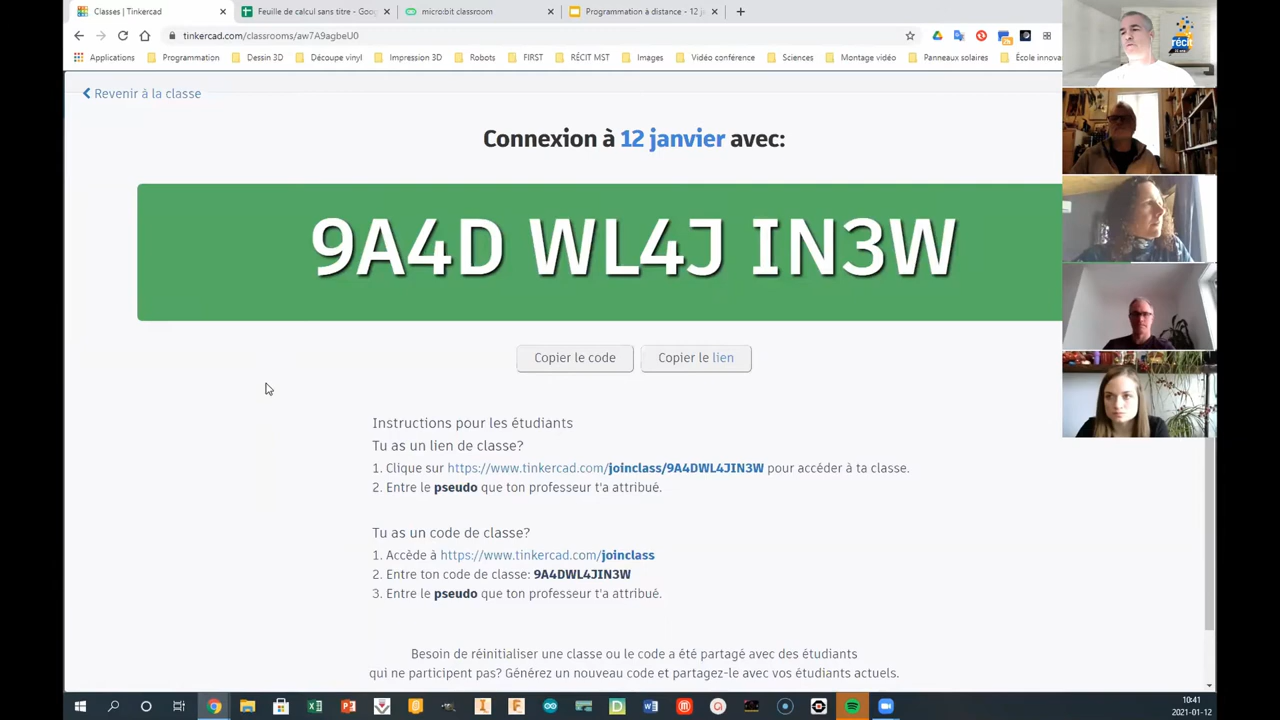 Classes | Tinkercad
Feuille de calcul sans titre - Goo
micro:bit classroom
Programmation à distance - 12 j
tinkercad.com/classrooms/aw7A9agbeU0
Applications
Programmation
Dessin 3D
Découpe vinyl
Impression 3D
Robots
FIRST
RÉCIT MST
Images
Vidéo conférence
Sciences
Montage vidéo
Panneaux solaires
École innova
récit
Revenir à la classe
Connexion à 12 janvier avec:
9A4D WL4J IN3W
Copier le code
Copier le lien
Instructions pour les étudiants
Tu as un lien de classe?
1. Clique sur https://www.tinkercad.com/joinclass/9A4DWL4JIN3W pour accéder à ta classe.
2. Entre le pseudo que ton professeur t'a attribué.
Tu as un code de classe?
1. Accède à https://www.tinkercad.com/joinclass
2. Entre ton code de classe: 9A4DWL4JIN3W
3. Entre le pseudo que ton professeur t'a attribué.
Besoin de réinitialiser une classe ou le code a été partagé avec des étudiants
qui ne participent pas? Générez un nouveau code et partagez-le avec vos étudiants actuels.
10:41
2021-01-12